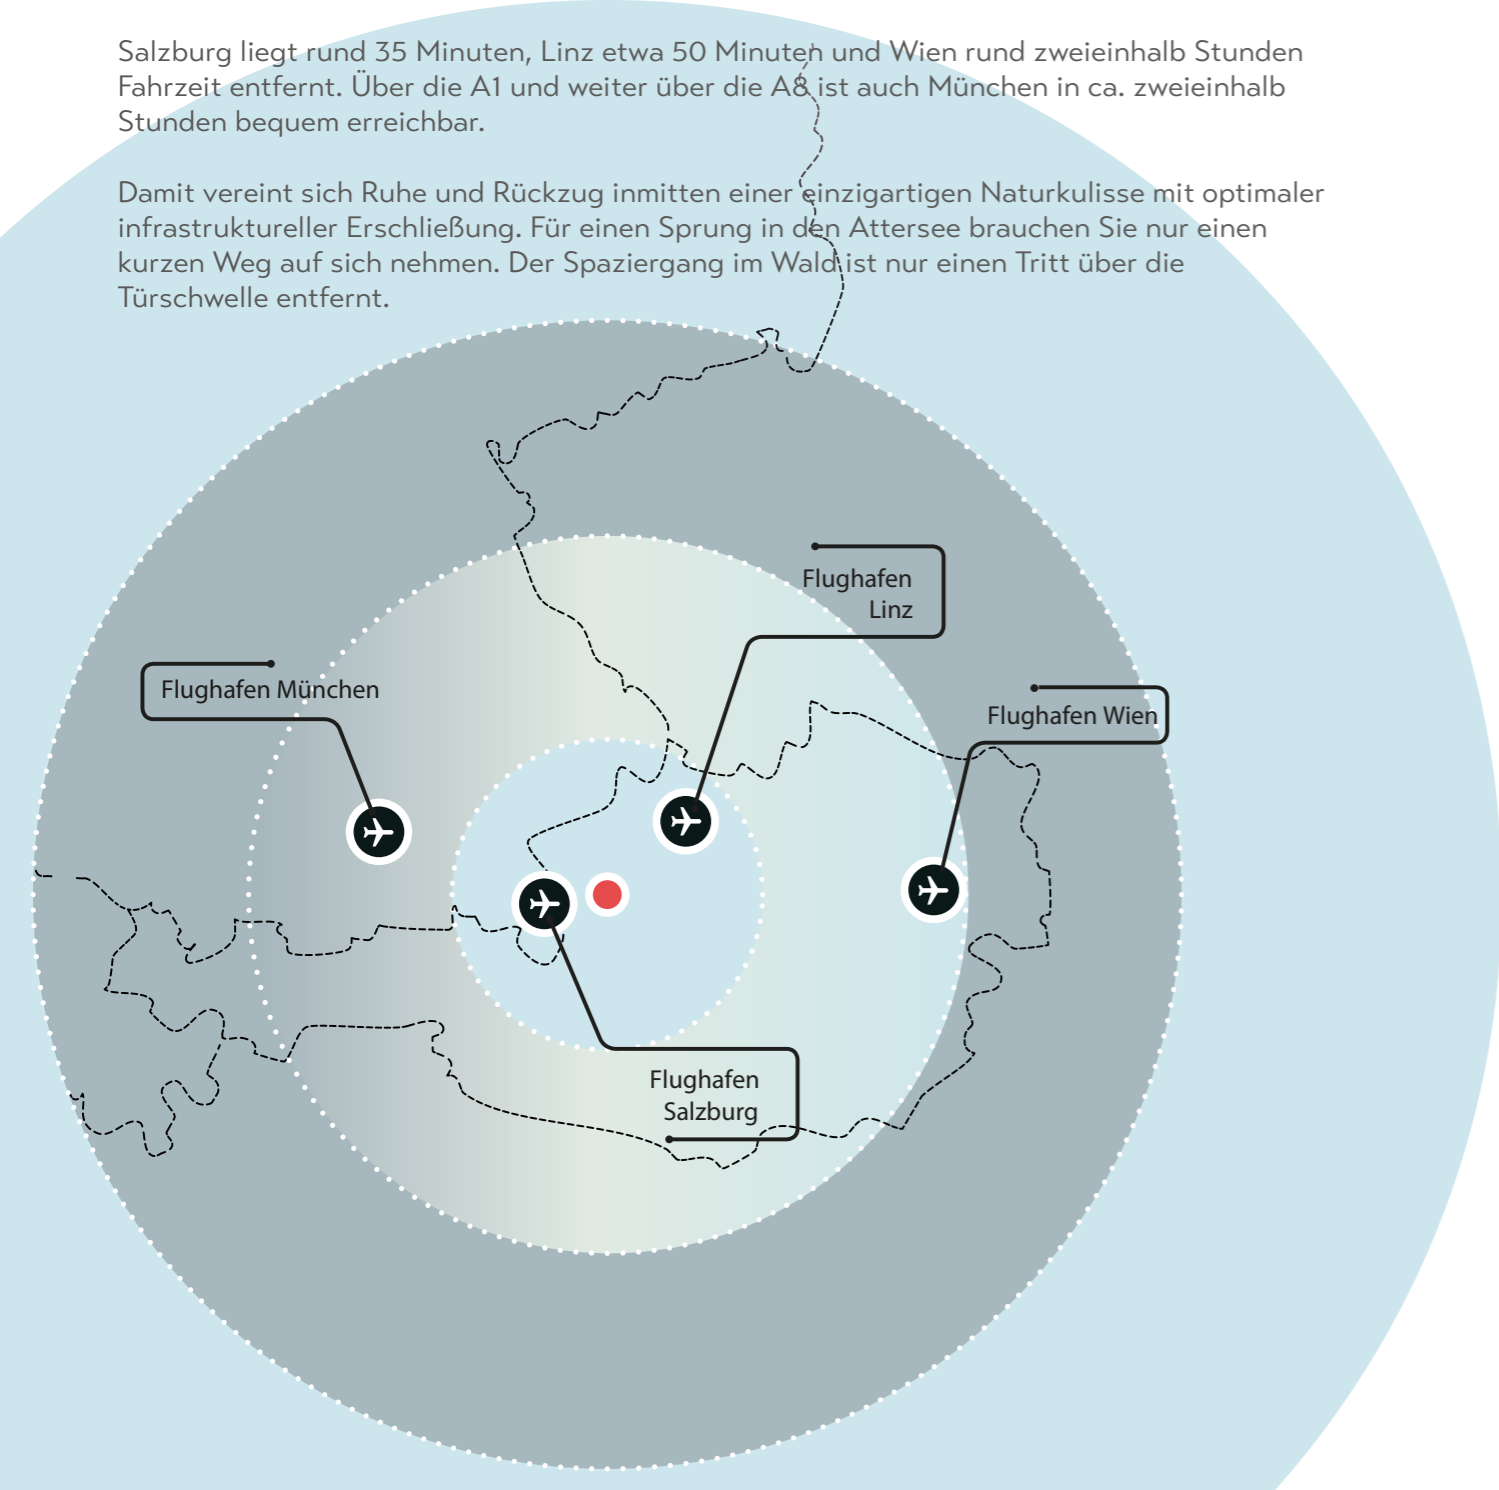 Salzburg liegt rund 35 Minuten, Linz etwa 50 Minuten und Wien rund zweieinhalb Stunden
Fahrzeit entfernt. Über die A1 und weiter über die A8 ist auch München in ca. zweieinhalb
Stunden bequem erreichbar.
Damit vereint sich Ruhe und Rückzug inmitten einer einzigartigen Naturkulisse mit optimaler
infrastruktureller Erschließung. Für einen Sprung in den Attersee brauchen Sie nur einen
kurzen Weg auf sich nehmen. Der Spaziergang im Wald ist nur einen Tritt über die
Türschwelle entfernt.
Flughafen
Linz
Flughafen München
Flughafen Wien
Flughafen
Salzburg